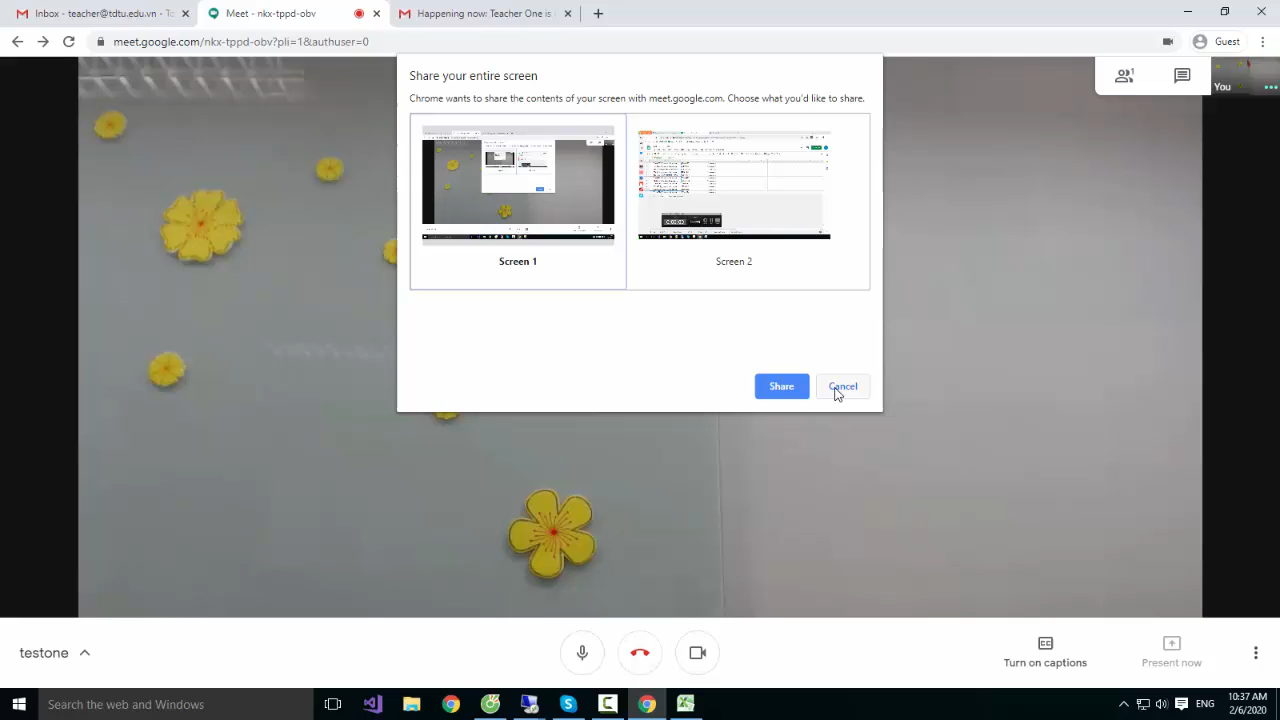 Inbox - teacher@tdtu.edu.vn - To
Meet - nkx-tppd-obv
Happening now: Teacher One is
meet.google.com/nkx-tppd-obv?pli=1&authuser=0
Guest
Share your entire screen
Chrome wants to share the contents of your screen with meet.google.com. Choose what you'd like to share.
1
You
Screen 1
Screen 2
Share
Cancel
testone
Turn on captions
Present now
Search the web and Windows
ENG
10:37 AM
2/6/2020